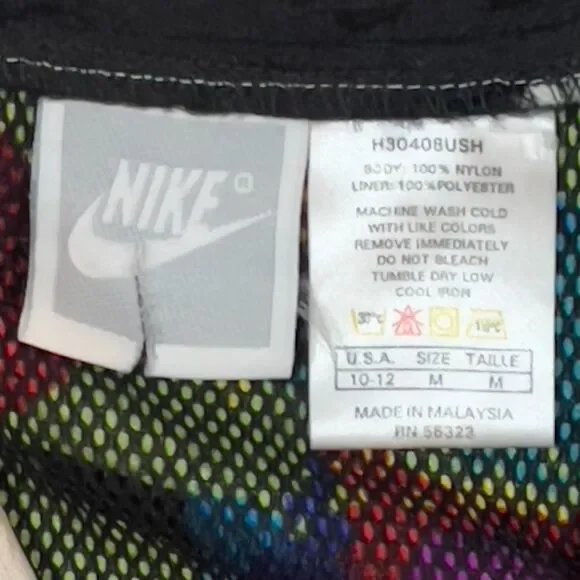 NIKE ®
H30408USH
BODY: 100% NYLON
LINER: 100% POLYESTER
MACHINE WASH COLD
WITH LIKE COLORS
REMOVE IMMEDIATELY
DO NOT BLEACH
TUMBLE DRY LOW
COOL IRON
U.S.A. SIZE TAILLE
10-12 M M
MADE IN MALAYSIA
RN 56323